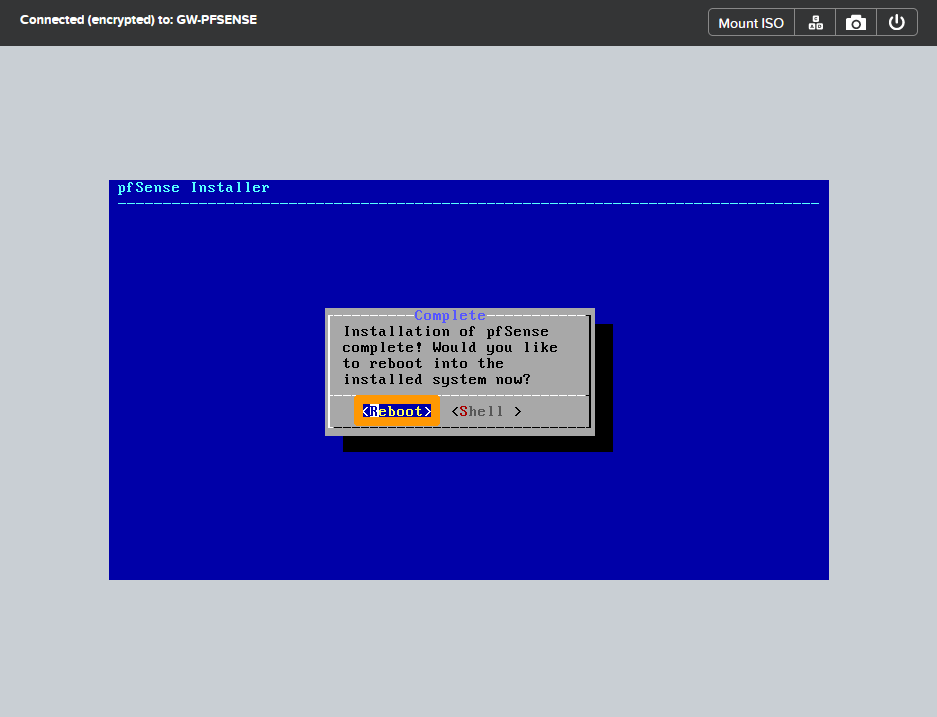 Connected (encrypted) to: GW-PFSENSE
Mount ISO
pfSense Installer
Complete
Installation of pfSense
complete! Would you like
to reboot into the
installed system now?
<Reboot> <Shell >